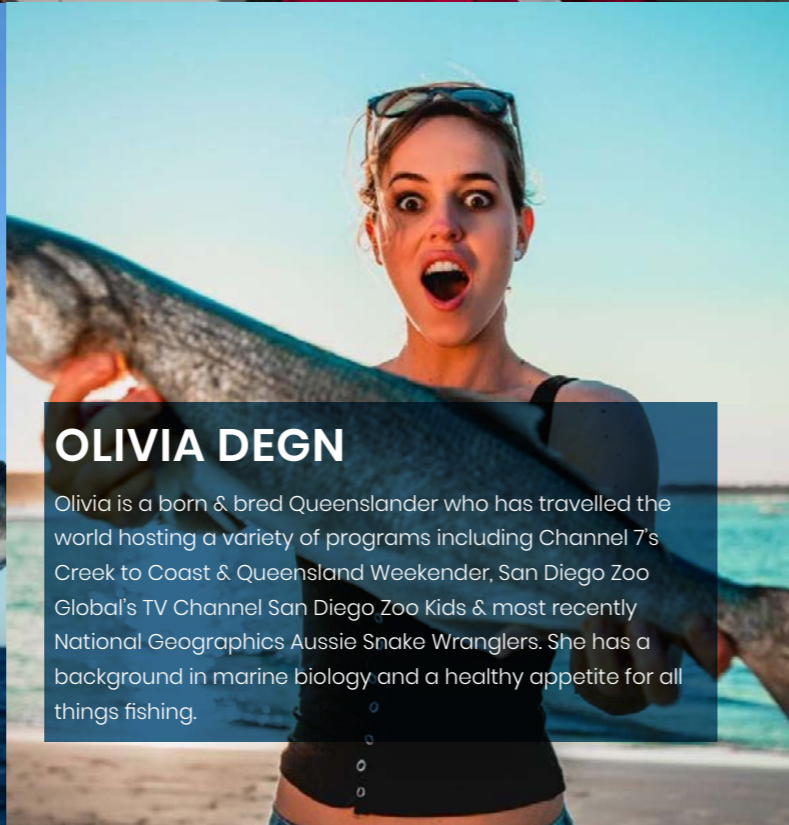 OLIVIA DEGN
Olivia is a born & bred Queenslander who has travelled the
world hosting a variety of programs including Channel 7's
Creek to Coast & Queensland Weekender, San Diego Zoo
Global's TV Channel San Diego Zoo Kids & most recently
National Geographics Aussie Snake Wranglers. She has a
background in marine biology and a healthy appetite for all
things fishing.